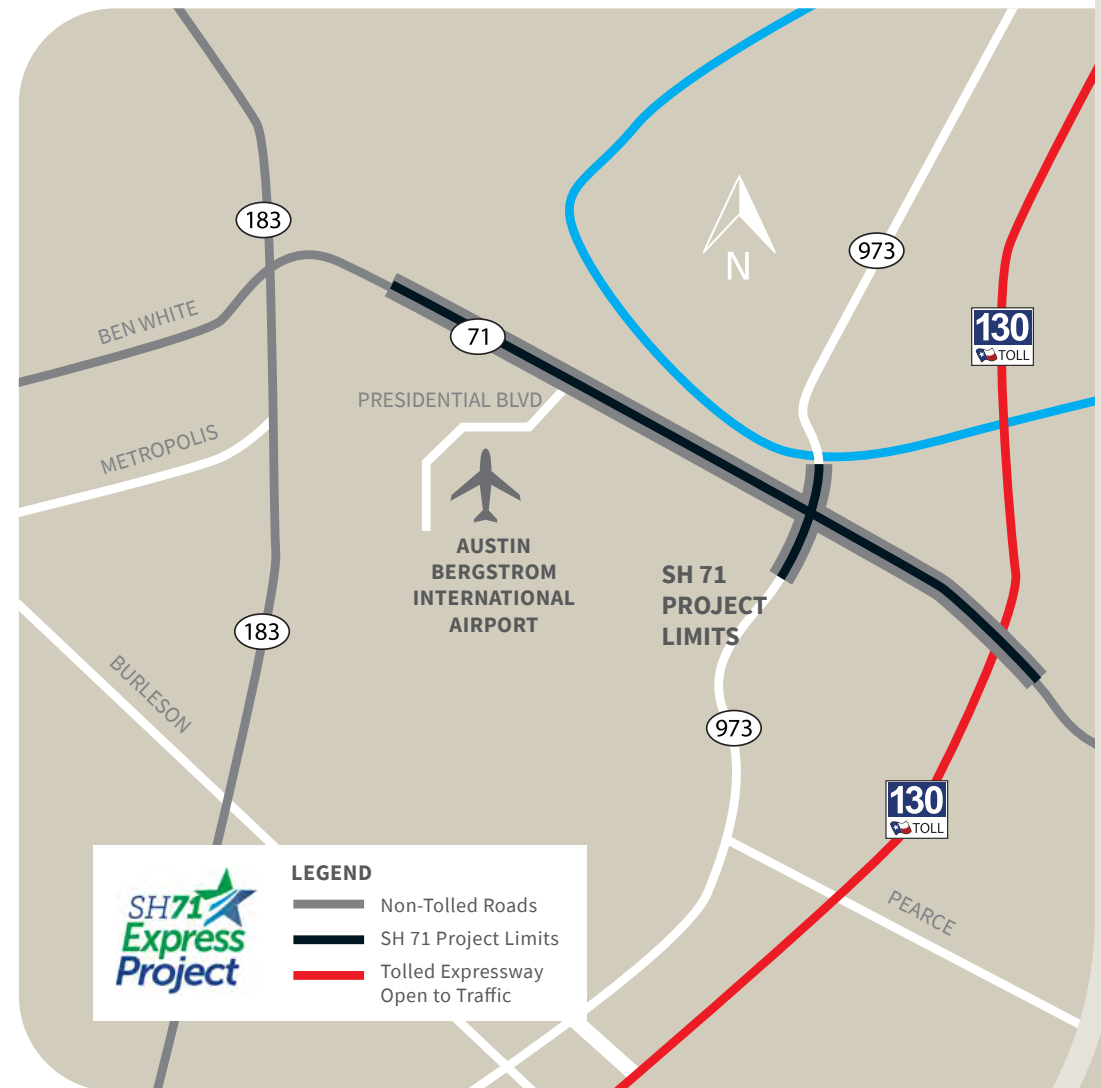 183
973
BEN WHITE
130
TOLL
71
PRESIDENTIAL BLVD
METROPOLIS
N
AUSTIN
BERGSTROM
INTERNATIONAL
AIRPORT
SH 71
PROJECT
LIMITS
183
BURLESON
973
130
TOLL
PEARCE
SH71
Express
Project
LEGEND
Non-Tolled Roads
SH 71 Project Limits
Tolled Expressway
Open to Traffic